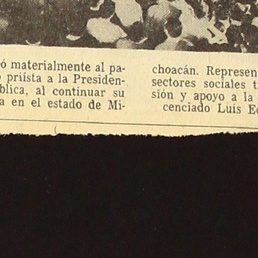 ó materialmente al pa-
priísta a la Presiden-
blica, al continuar su
a en el estado de Mi-
choacán. Represen
sectores sociales t
sión y apoyo a la
cenciado Luis E